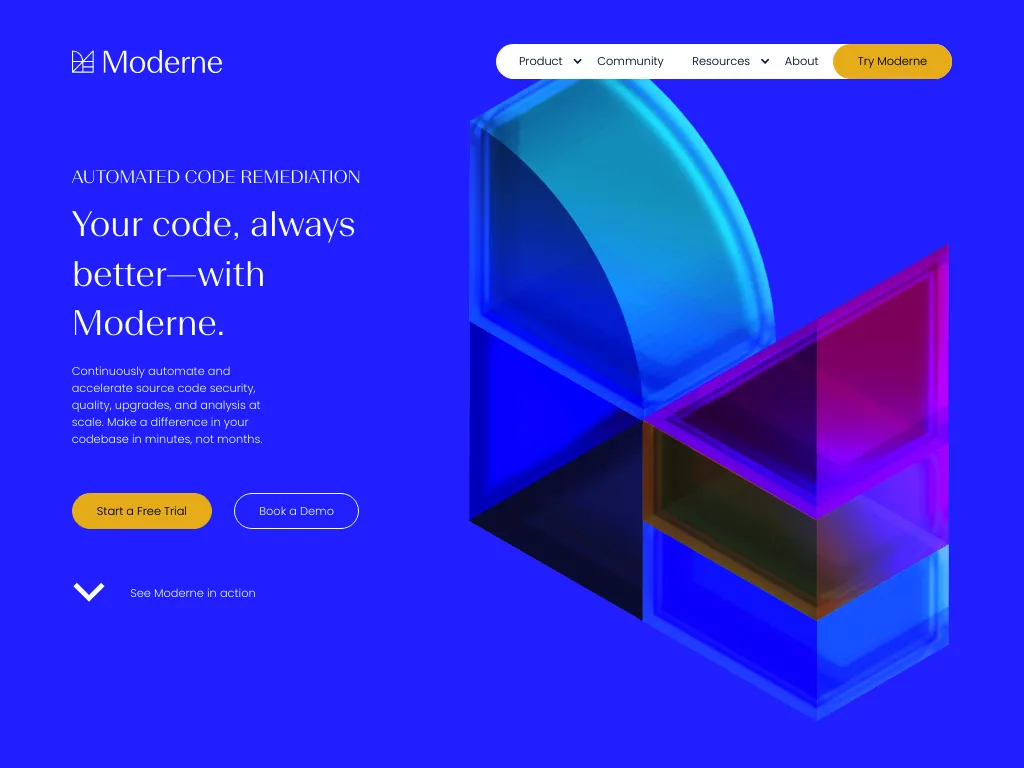 Moderne
Product Community Resources About Try Moderne
AUTOMATED CODE REMEDIATION
Your code, always
better—with
Moderne.
Continuously automate and
accelerate source code security,
quality, upgrades, and analysis at
scale. Make a difference in your
codebase in minutes, not months.
Start a Free Trial Book a Demo
See Moderne in action